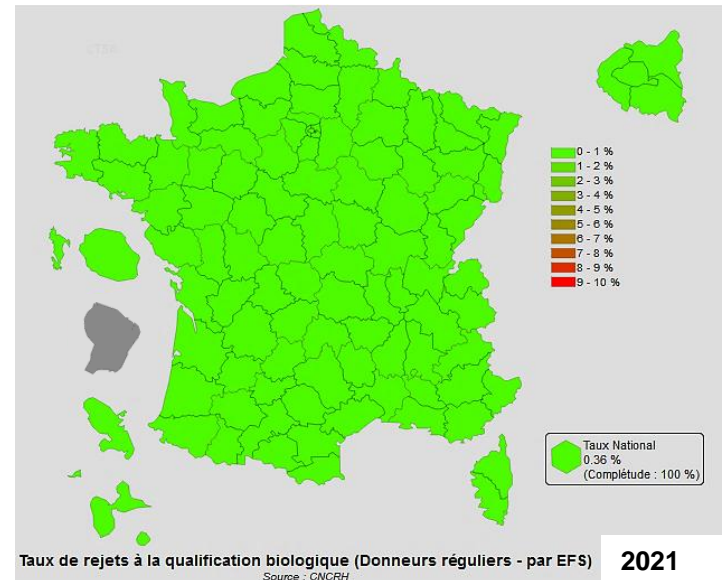 0 - 1 %
1 - 2 %
2 - 3 %
3 - 4 %
4 - 5 %
5 - 6 %
6 - 7 %
7 - 8 %
8 - 9 %
9 - 10 %
Taux National
0.36 %
(Complétude : 100 %)
Taux de rejets à la qualification biologique (Donneurs réguliers - par EFS)
2021
Source : CNCRH